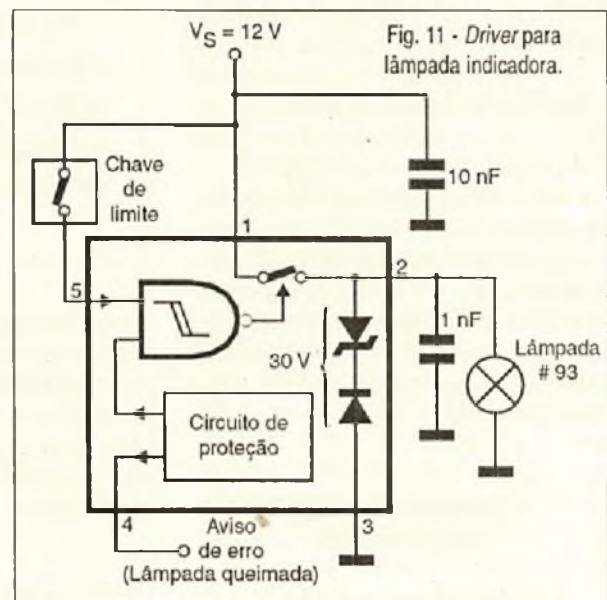 V_S = 12 V
Fig. 11 - Driver para
lâmpada indicadora.
Chave
de
limite
10 nF
1
2
5
1 nF
30 V
Lâmpada
# 93
Circuito de
proteção
4
3
Aviso
de erro
(Lâmpada queimada)